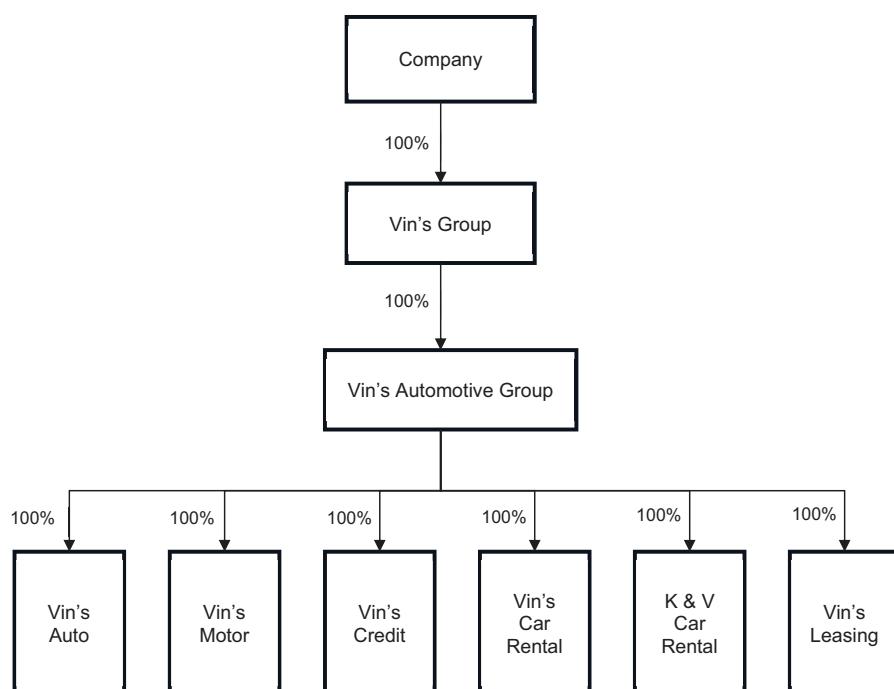 Company
100%
Vin’s Group
100%
Vin’s Automotive Group
100%
100%
100%
100%
100%
100%
Vin’s
Auto
Vin’s
Motor
Vin’s
Credit
Vin’s
Car
Rental
K & V
Car
Rental
Vin’s
Leasing